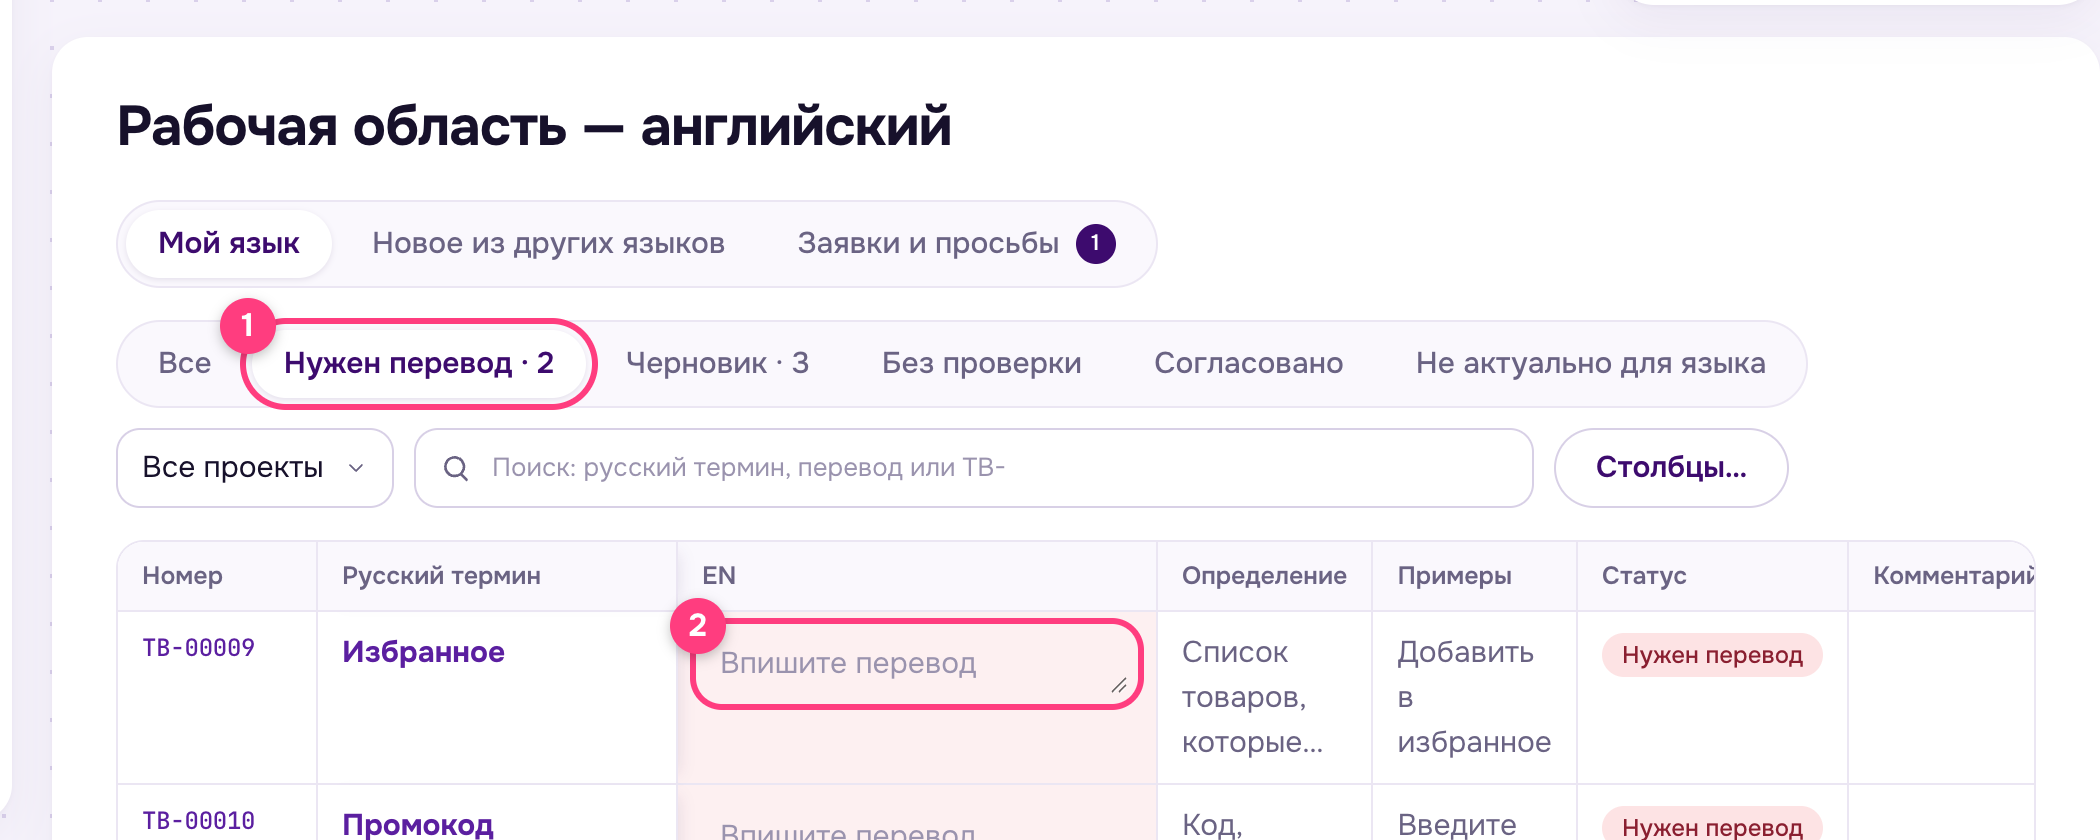 Рабочая область — английский
Мой язык Новое из других языков Заявки и просьбы 1
1
Все Нужен перевод · 2 Черновик · 3 Без проверки Согласовано Не актуально для языка
Все проекты Поиск: русский термин, перевод или ТВ- Столбцы...
Номер Русский термин EN Определение Примеры Статус Комментарий
2
ТВ-00009 Избранное Впишите перевод Список Добавить Нужен перевод
товаров, в
которые... избранное
ТВ-00010 Промокод Впишите перевод Код, Введите Нужен перевод